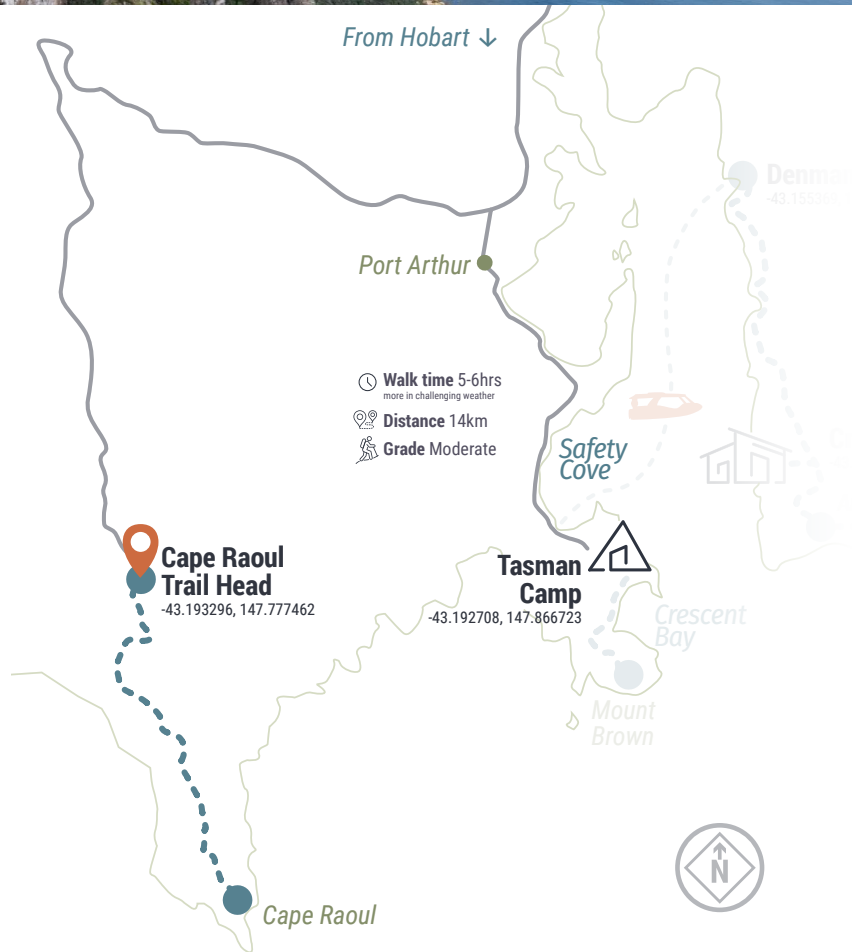 From Hobart ↓
Port Arthur
Walk time 5-6hrs
more in challenging weather
Distance 14km
Grade Moderate
Safety
Cove
Cape Raoul
Trail Head
-43.193296, 147.777462
Tasman
Camp
-43.192708, 147.866723
Crescent
Bay
Mount
Brown
Cape Raoul
N